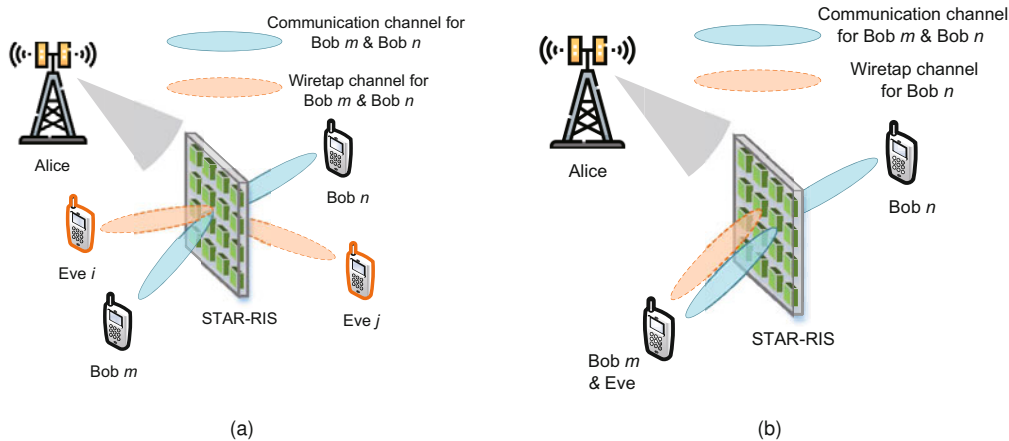 Communication channel for
Bob m & Bob n
Wiretap channel for
Bob m & Bob n
Alice
Bob n
Eve i
Eve j
STAR-RIS
Bob m
(a)
Communication channel
for Bob m & Bob n
Wiretap channel
for Bob n
Alice
Bob n
STAR-RIS
Bob m
& Eve
(b)